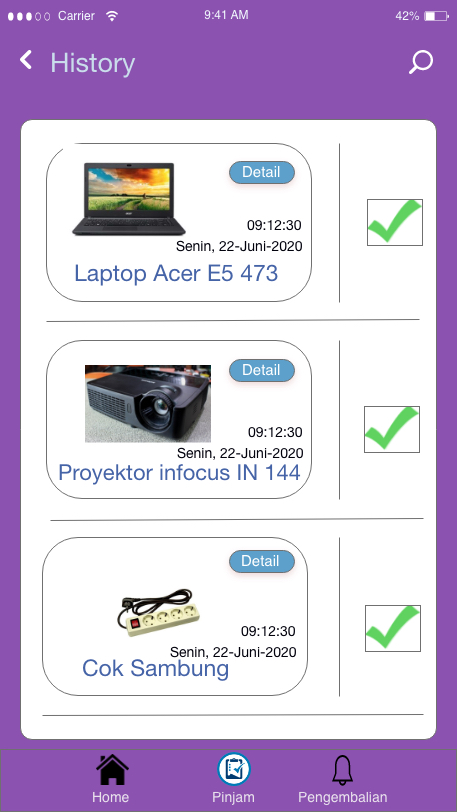 Carrier 9:41 AM 42%
History
Detail
09:12:30
Senin, 22-Juni-2020
Laptop Acer E5 473
Detail
09:12:30
Senin, 22-Juni-2020
Proyektor infocus IN 144
Detail
09:12:30
Senin, 22-Juni-2020
Cok Sambung
Home Pinjam Pengembalian